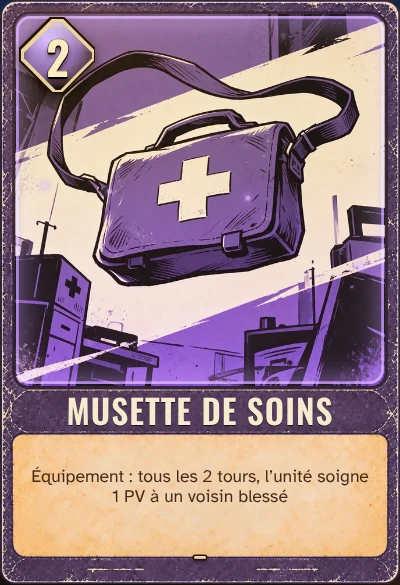 2
MUSETTE DE SOINS
Équipement : tous les 2 tours, l'unité soigne
1 PV à un voisin blessé